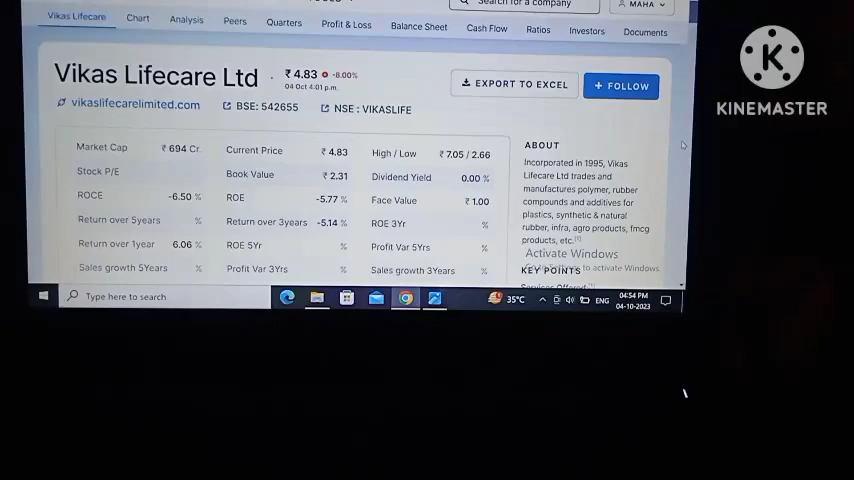 Search for a company
MAHA
Vikas Lifecare Chart Analysis Peers Quarters Profit & Loss Balance Sheet Cash Flow Ratios Investors Documents
Vikas Lifecare Ltd
₹ 4.83 -8.00%
04 Oct 4:01 p.m.
EXPORT TO EXCEL
+ FOLLOW
vikaslifecarelimited.com BSE: 542655 NSE : VIKASLIFE
Market Cap ₹ 694 Cr. Current Price ₹ 4.83 High / Low ₹ 7.05 / 2.66
Stock P/E Book Value ₹ 2.31 Dividend Yield 0.00 %
ROCE -6.50 % ROE -5.77 % Face Value ₹ 1.00
Return over 5years % Return over 3years -5.14 % ROE 3Yr %
Return over 1year 6.06 % ROE 5Yr % Profit Var 5Yrs %
Sales growth 5Years % Profit Var 3Yrs % Sales growth 3Years %
ABOUT
Incorporated in 1995, Vikas
Lifecare Ltd trades and
manufactures polymer, rubber
compounds and additives for
plastics, synthetic & natural
rubber, infra, agro products, fmcg
products, etc.[1]
Activate Windows
to activate Windows.
KEY POINTS
Services Offered:[1]
Type here to search
35°C
ENG
04:54 PM
04-10-2023
K
KINEMASTER